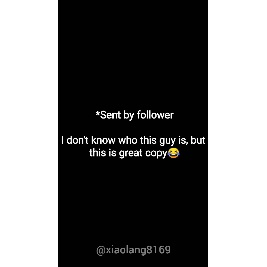 *Sent by follower
I don't know who this guy is, but
this is great copy😂
@xiaolang8169